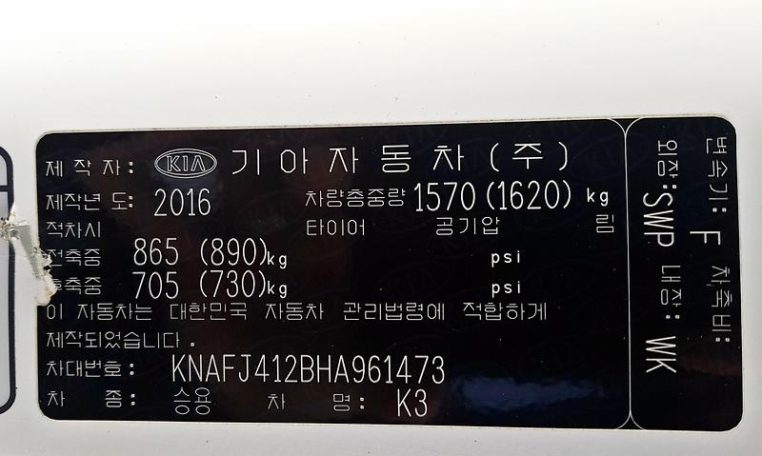 제 작 자: KIA 기 아 자 동 차 ( 주 )
제작년 도: 2016 차량총중량 1570 (1620) kg
적차시 타이어 공기압 림
전축중 865 (890)kg psi
후축중 705 (730)kg psi
이 자동차는 대한민국 자동차 관리법령에 적합하게
제작되었습니다.
차대번호: KNAFJ412BHA961473
차 종: 승용 차 명: K3
변속기: F 차축비:
외장:SWP 내장: WK